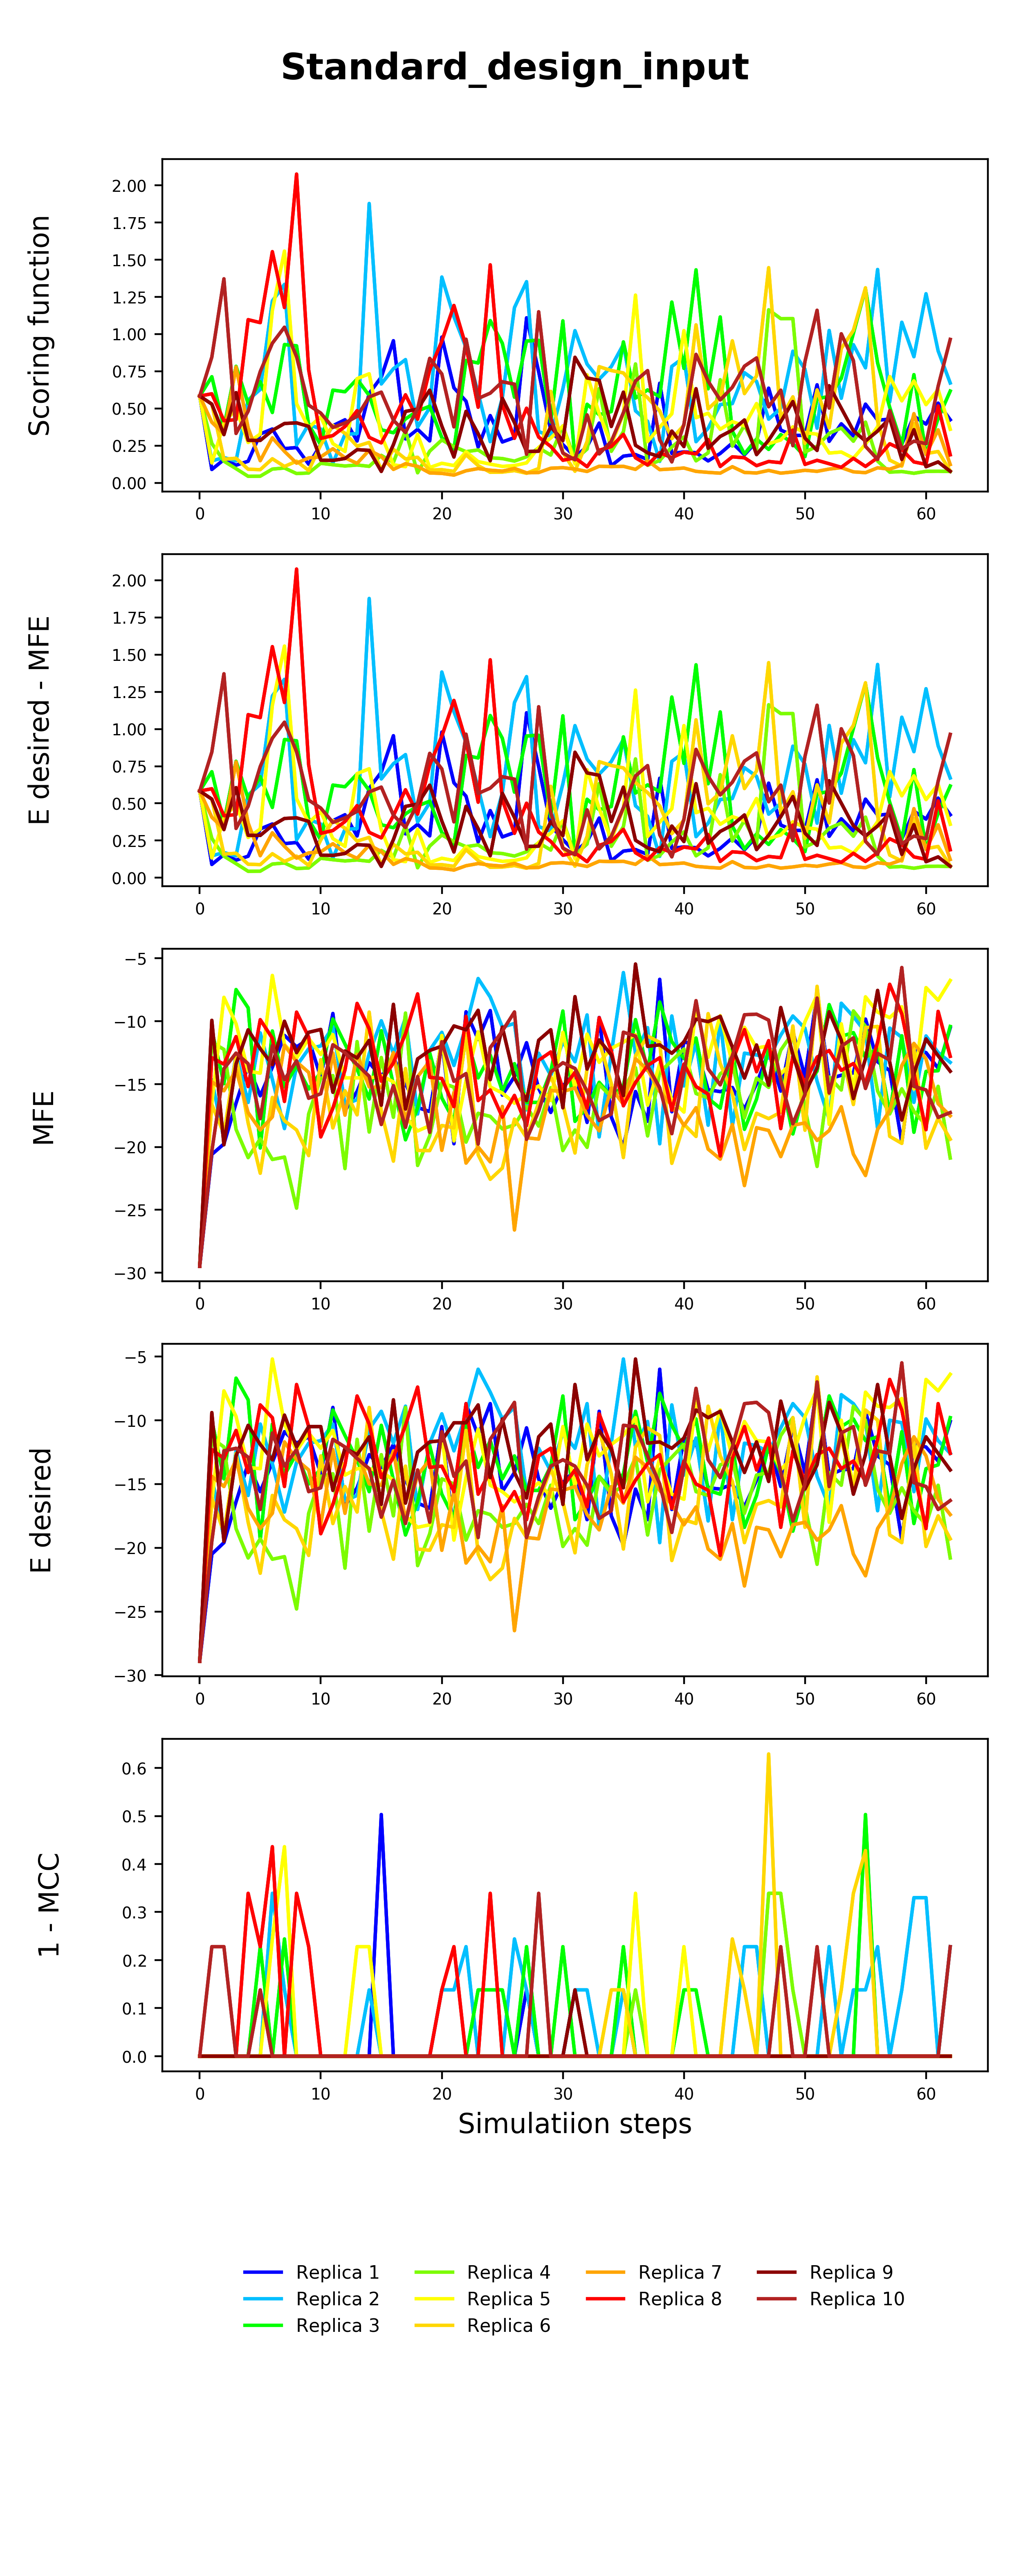 Standard_design_input
Scoring function
2.00
1.75
1.50
1.25
1.00
0.75
0.50
0.25
0.00
0 10 20 30 40 50 60
E desired - MFE
2.00
1.75
1.50
1.25
1.00
0.75
0.50
0.25
0.00
0 10 20 30 40 50 60
MFE
−5
−10
−15
−20
−25
−30
0 10 20 30 40 50 60
E desired
−5
−10
−15
−20
−25
−30
0 10 20 30 40 50 60
1 - MCC
0.6
0.5
0.4
0.3
0.2
0.1
0.0
0 10 20 30 40 50 60
Simulatiion steps
Replica 1 Replica 4 Replica 7 Replica 9
Replica 2 Replica 5 Replica 8 Replica 10
Replica 3 Replica 6